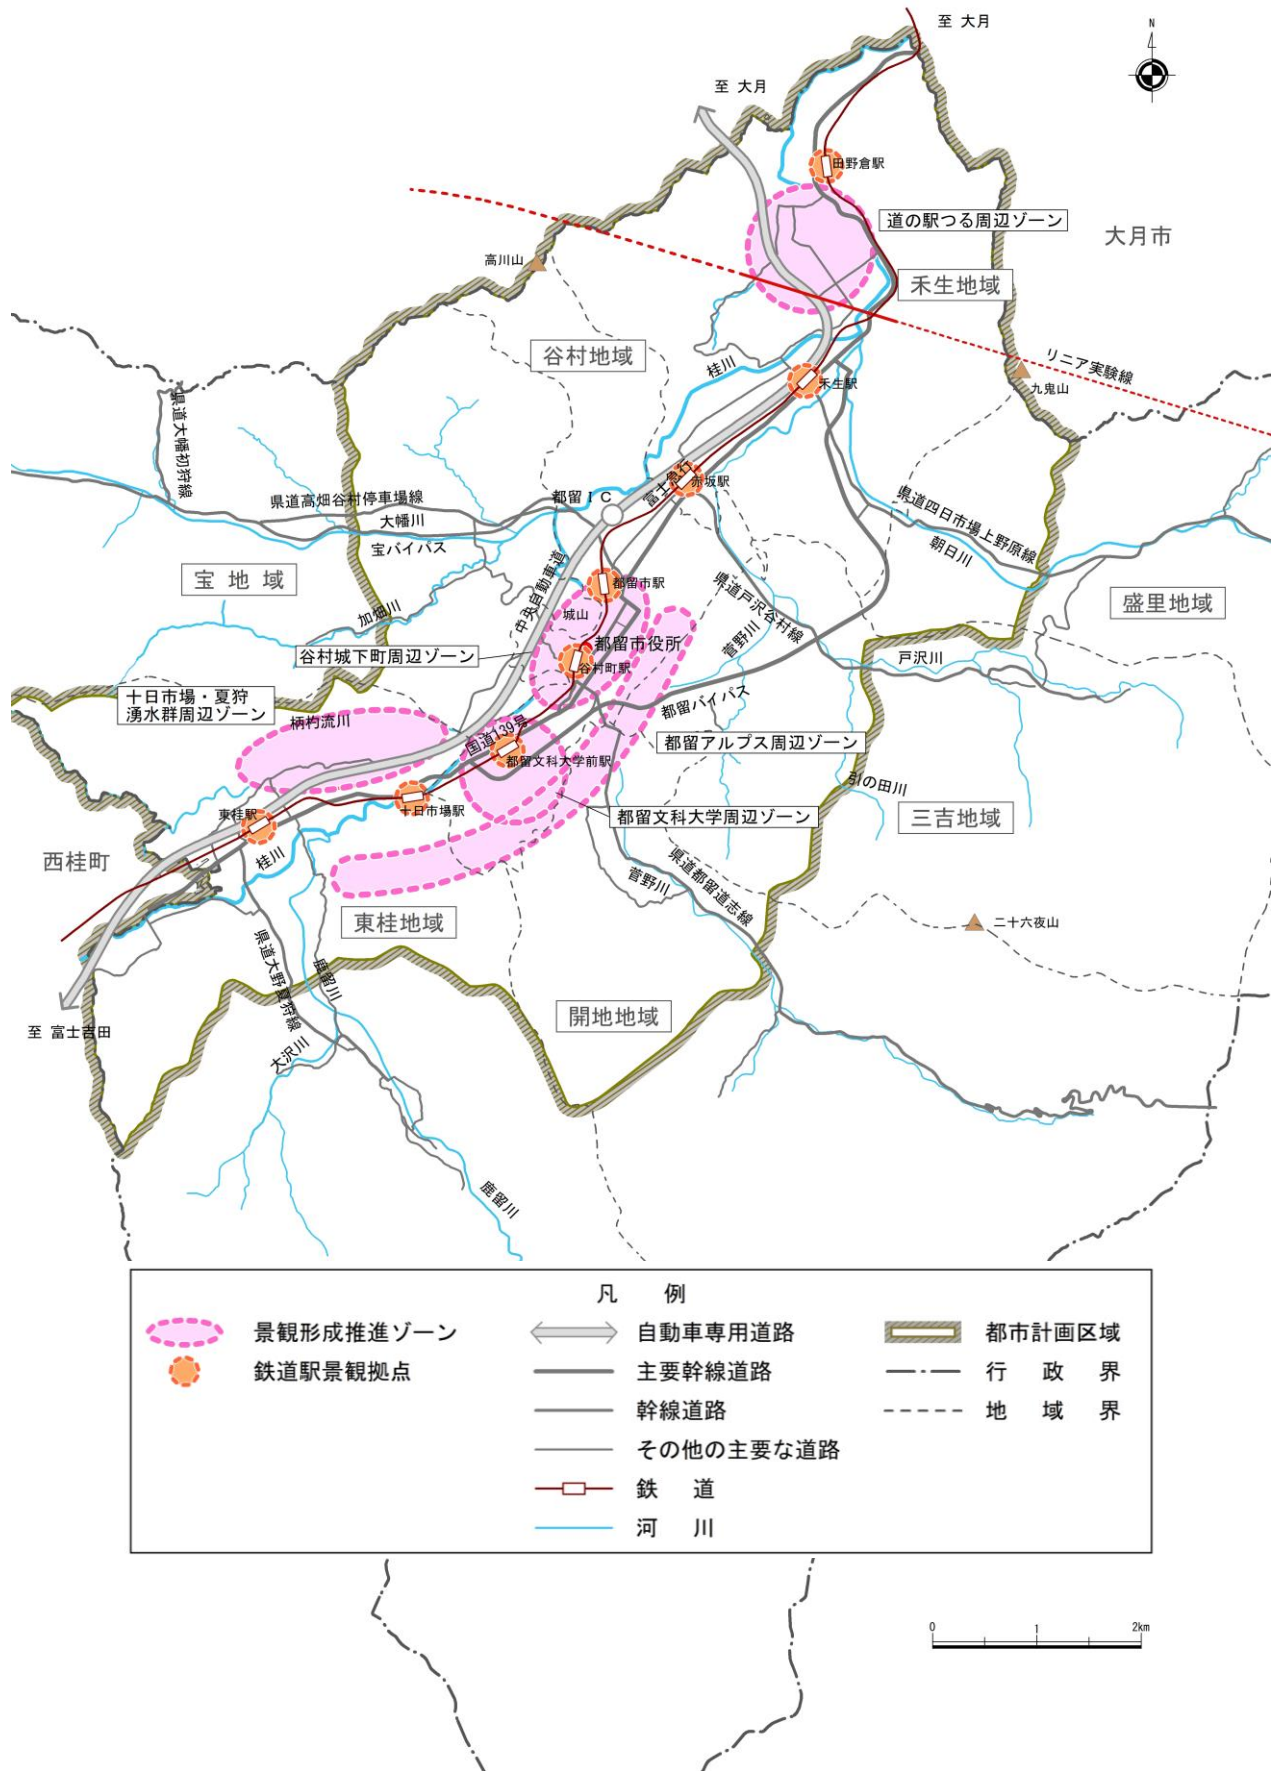 至 大月
N
至 大月
田野倉駅
道の駅つる周辺ゾーン
大月市
高川山
禾生地域
谷村地域
桂川
リニア実験線
九鬼山
禾生駅
県道大幡初狩線
富士急行
赤坂駅
都留IC
県道高畑谷村停車場線
大幡川
宝バイパス
県道四日市場上野原線
朝日川
中央自動車道
宝地域
都留市駅
県道戸沢谷村線
盛里地域
加畑川
城山
菅野川
都留市役所
谷村城下町周辺ゾーン
谷村町駅
戸沢川
十日市場・夏狩
湧水群周辺ゾーン
都留バイパス
柄杓流川
国道139号
都留アルプス周辺ゾーン
都留文科大学前駅
引の田川
十日市場駅
東桂駅
都留文科大学周辺ゾーン
三吉地域
西桂町
桂川
県道都留道志線
菅野川
東桂地域
二十六夜山
県道大野夏狩線
鹿留川
開地地域
至 富士吉田
大沢川
鹿留川
凡 例
景観形成推進ゾーン
自動車専用道路
都市計画区域
鉄道駅景観拠点
主要幹線道路
行政界
幹線道路
地域界
その他の主要な道路
鉄道
河川
0 1 2km